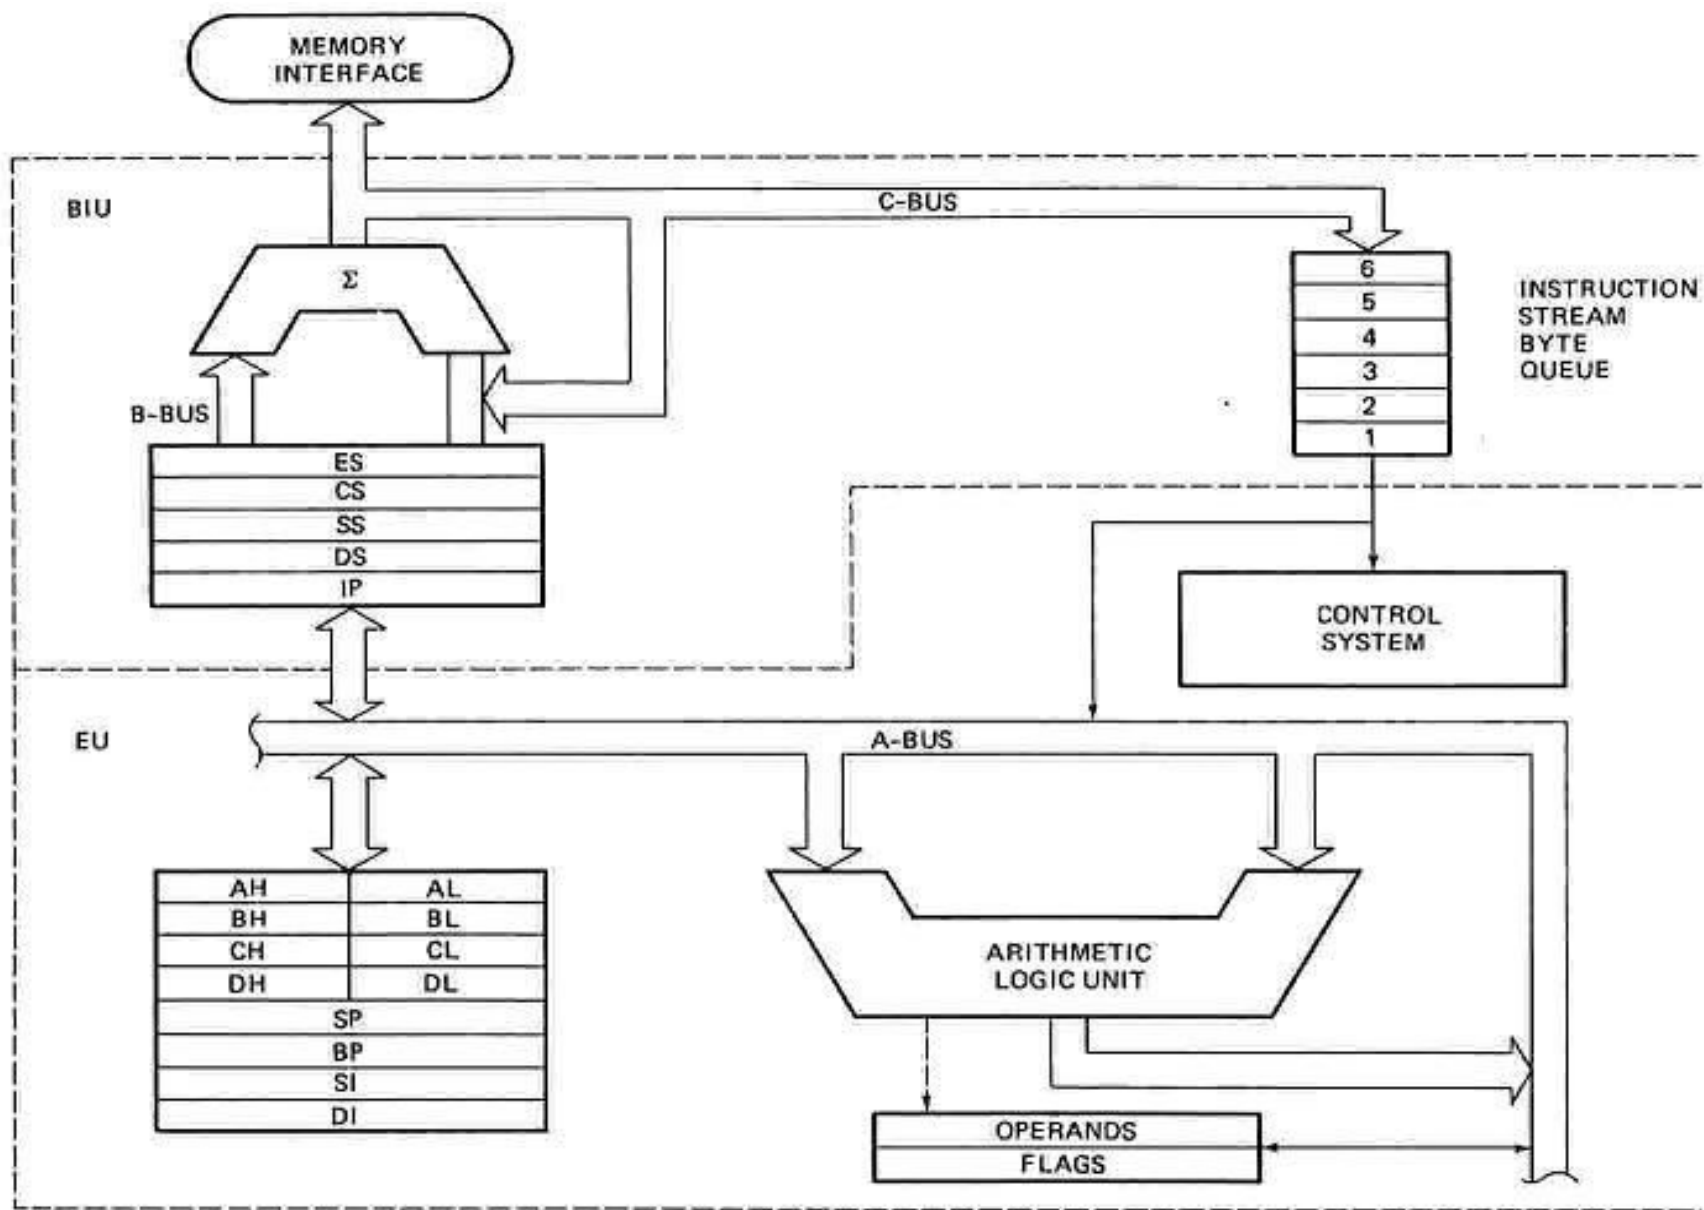 MEMORY
INTERFACE
BIU
C-BUS
Σ
6
5
4
3
2
1
INSTRUCTION
STREAM
BYTE
QUEUE
B-BUS
ES
CS
SS
DS
IP
CONTROL
SYSTEM
EU
A-BUS
AH AL
BH BL
CH CL
DH DL
SP
BP
SI
DI
ARITHMETIC
LOGIC UNIT
OPERANDS
FLAGS